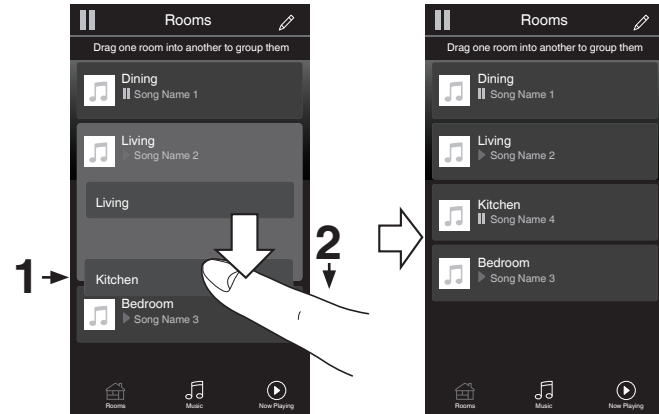 Rooms
Drag one room into another to group them
Dining
Song Name 1
Living
Song Name 2
Living
Kitchen
Bedroom
Song Name 3
Rooms
Music
Now Playing
1
2
Rooms
Drag one room into another to group them
Dining
Song Name 1
Living
Song Name 2
Kitchen
Song Name 4
Bedroom
Song Name 3
Rooms
Music
Now Playing